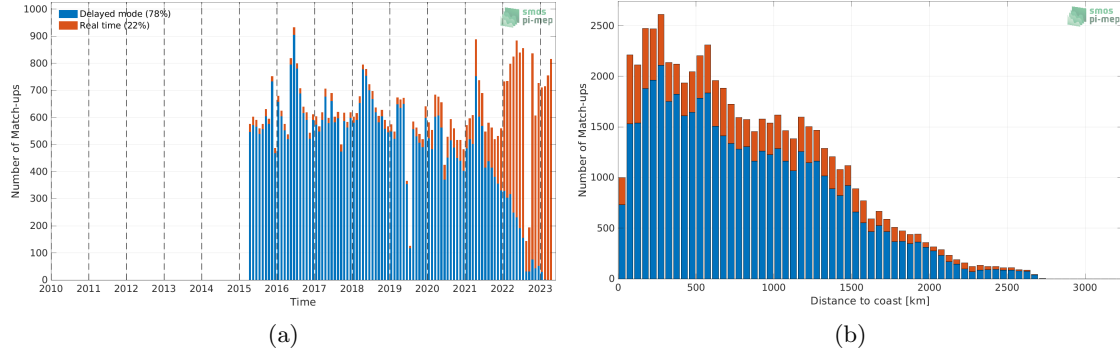 Delayed mode (78%)
Real time (22%)
smos
pi-mep
Number of Match-ups
1000
900
800
700
600
500
400
300
200
100
0
2010 2011 2012 2013 2014 2015 2016 2017 2018 2019 2020 2021 2022 2023
Time
(a)
smos
pi-mep
Number of Match-ups
2500
2000
1500
1000
500
0
0 500 1000 1500 2000 2500 3000
Distance to coast [km]
(b)